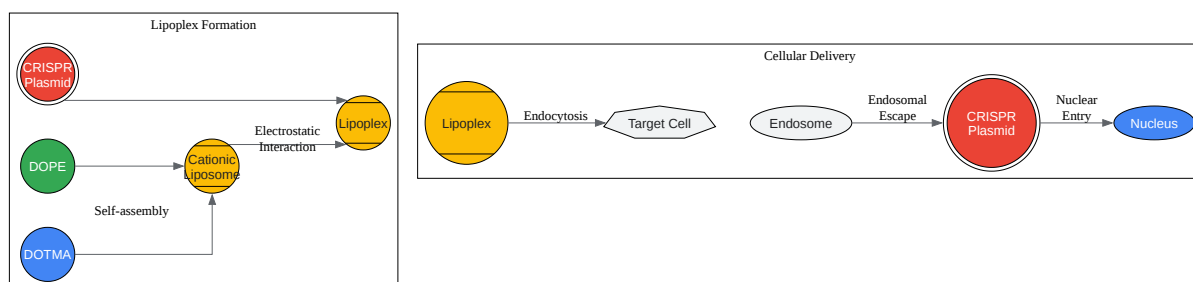 Lipoplex Formation
CRISPR
Plasmid
Lipoplex
Electrostatic
Interaction
DOPE
Cationic
Liposome
Self-assembly
DOTMA
Cellular Delivery
Lipoplex
Endocytosis
Target Cell
Endosome
Endosomal
Escape
CRISPR
Plasmid
Nuclear
Entry
Nucleus